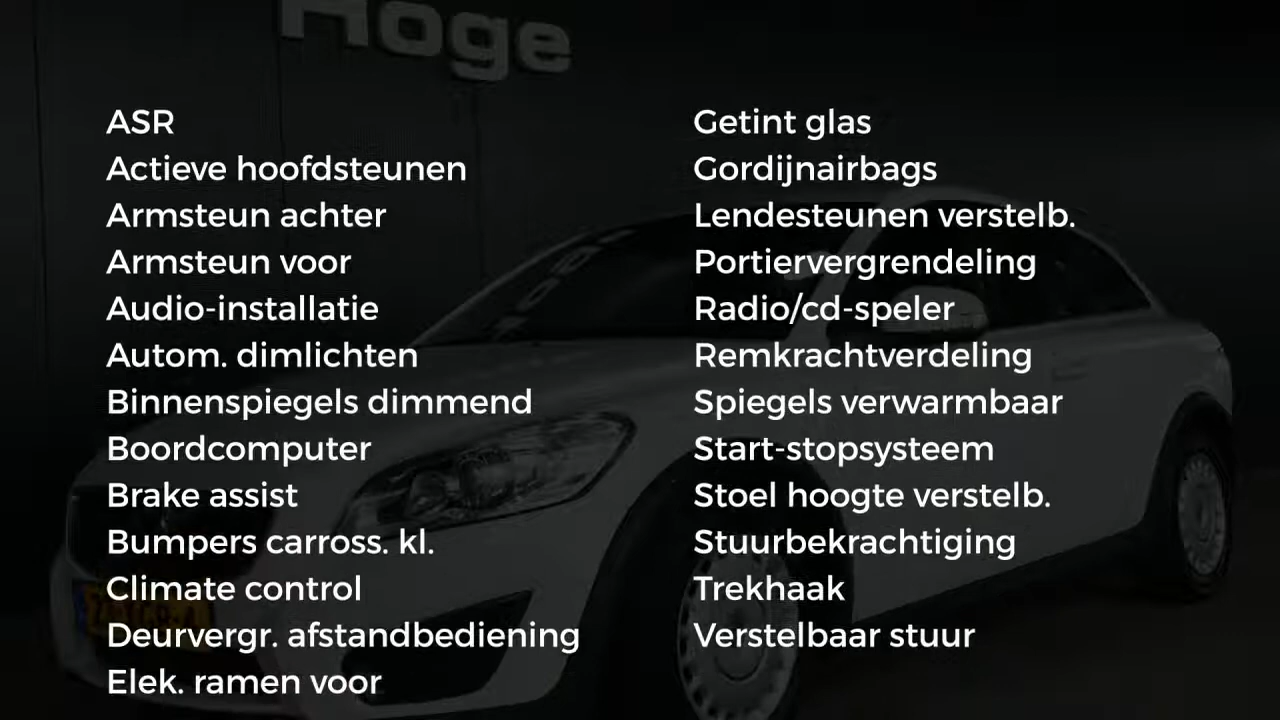 Hoge
ASR
Actieve hoofdsteunen
Armsteun achter
Armsteun voor
Audio-installatie
Autom. dimlichten
Binnenspiegels dimmend
Boordcomputer
Brake assist
Bumpers carross. kl.
Climate control
Deurvergr. afstandbediening
Elek. ramen voor
Getint glas
Gordijnairbags
Lendesteunen verstelb.
Portiervergrendeling
Radio/cd-speler
Remkrachtverdeling
Spiegels verwarmbaar
Start-stopsysteem
Stoel hoogte verstelb.
Stuurbekrachtiging
Trekhaak
Verstelbaar stuur